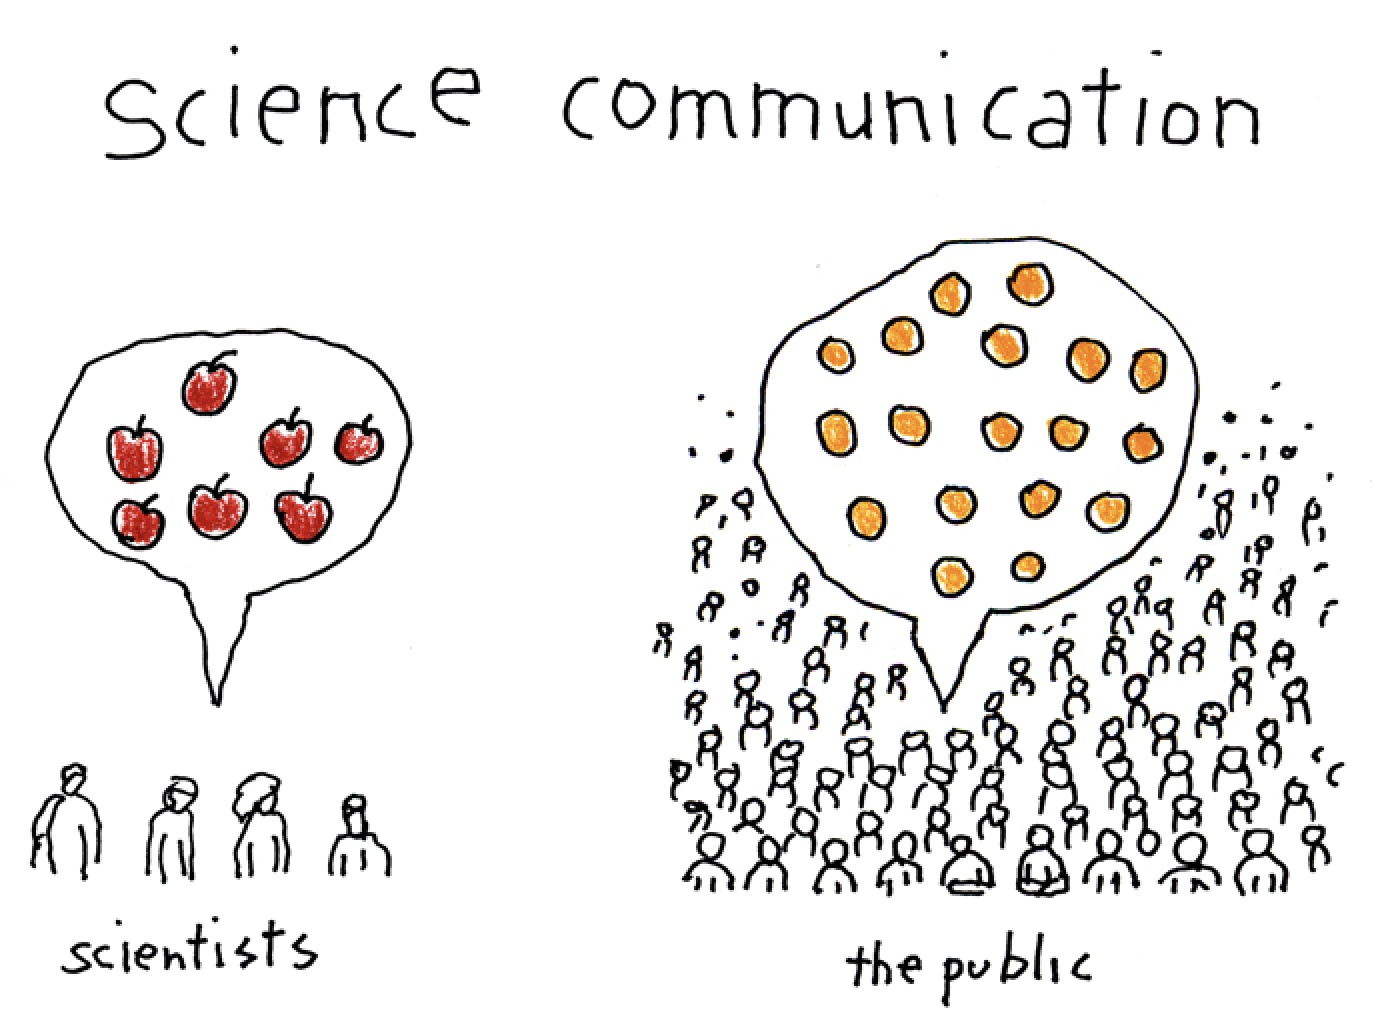 science communication
scientists
the public